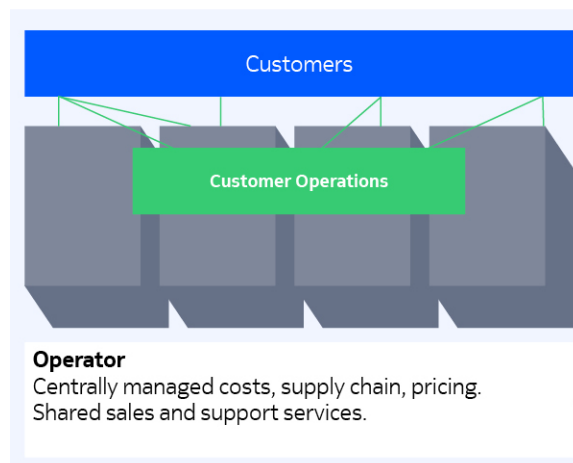 Customers
Customer Operations
Operator
Centrally managed costs, supply chain, pricing.
Shared sales and support services.